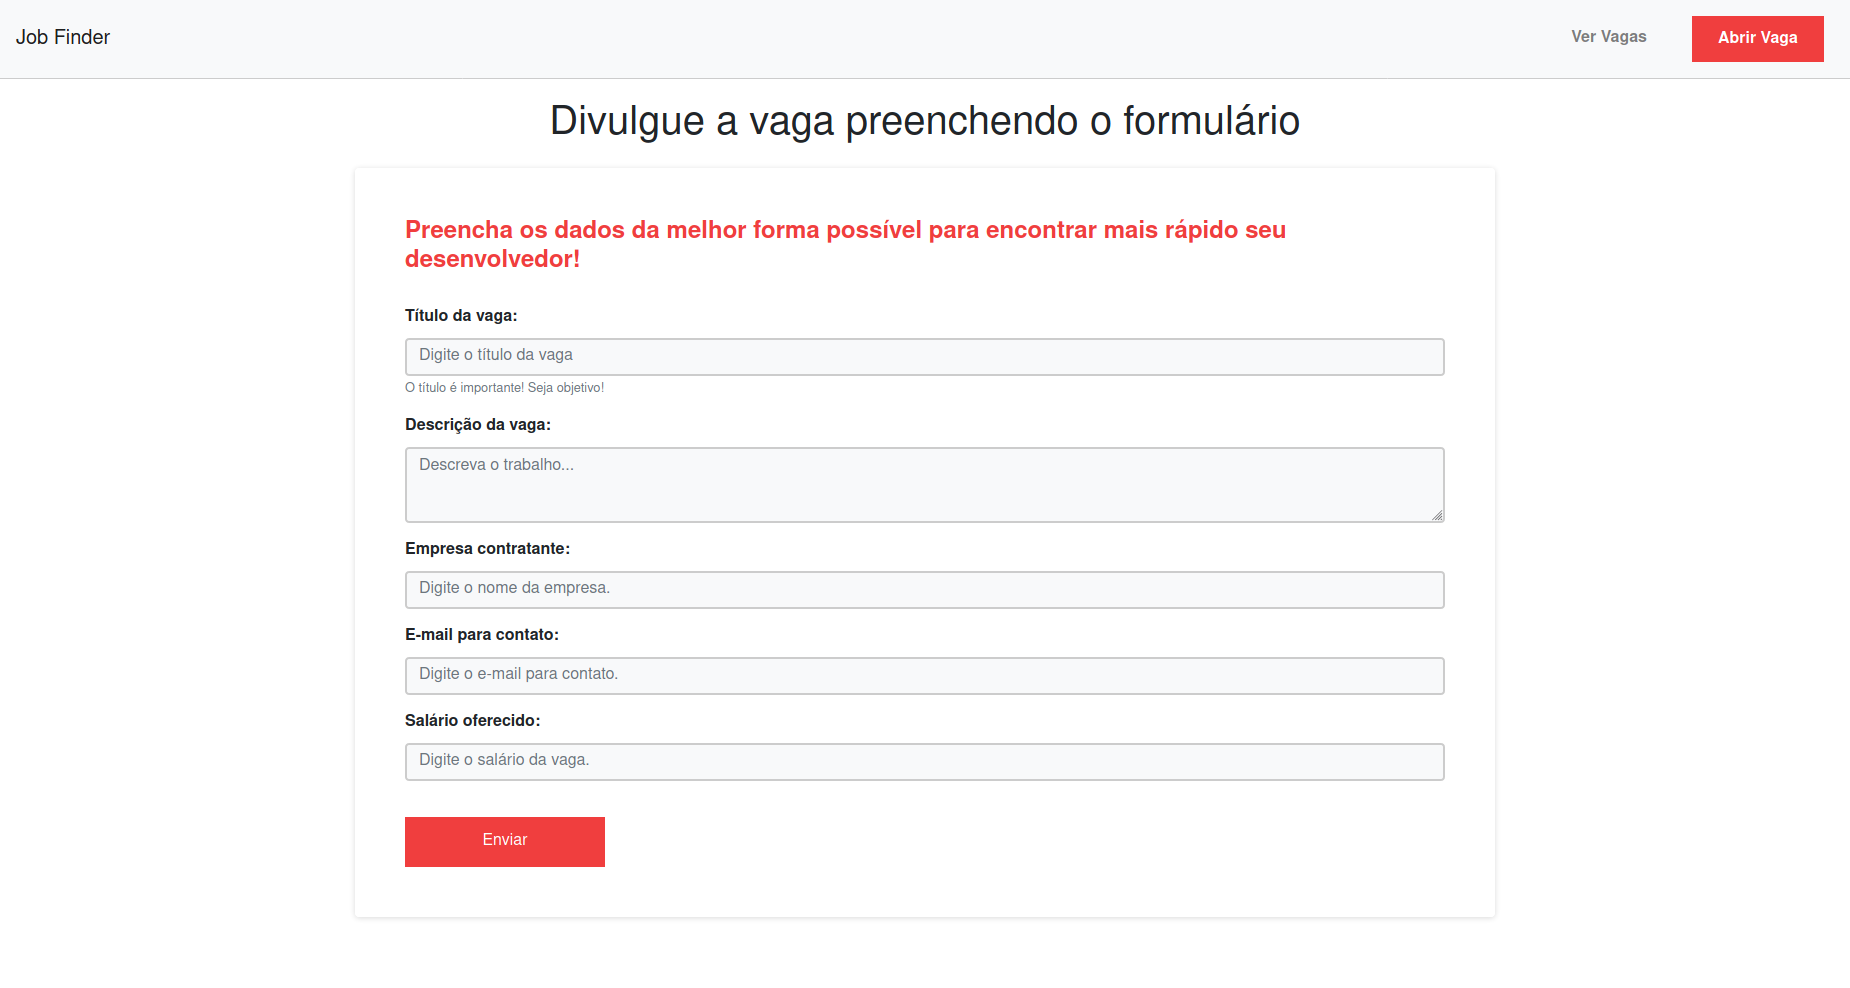 Job Finder
Ver Vagas
Abrir Vaga
Divulgue a vaga preenchendo o formulário
Preencha os dados da melhor forma possível para encontrar mais rápido seu
desenvolvedor!
Título da vaga:
Digite o título da vaga
O título é importante! Seja objetivo!
Descrição da vaga:
Descreva o trabalho...
Empresa contratante:
Digite o nome da empresa.
E-mail para contato:
Digite o e-mail para contato.
Salário oferecido:
Digite o salário da vaga.
Enviar